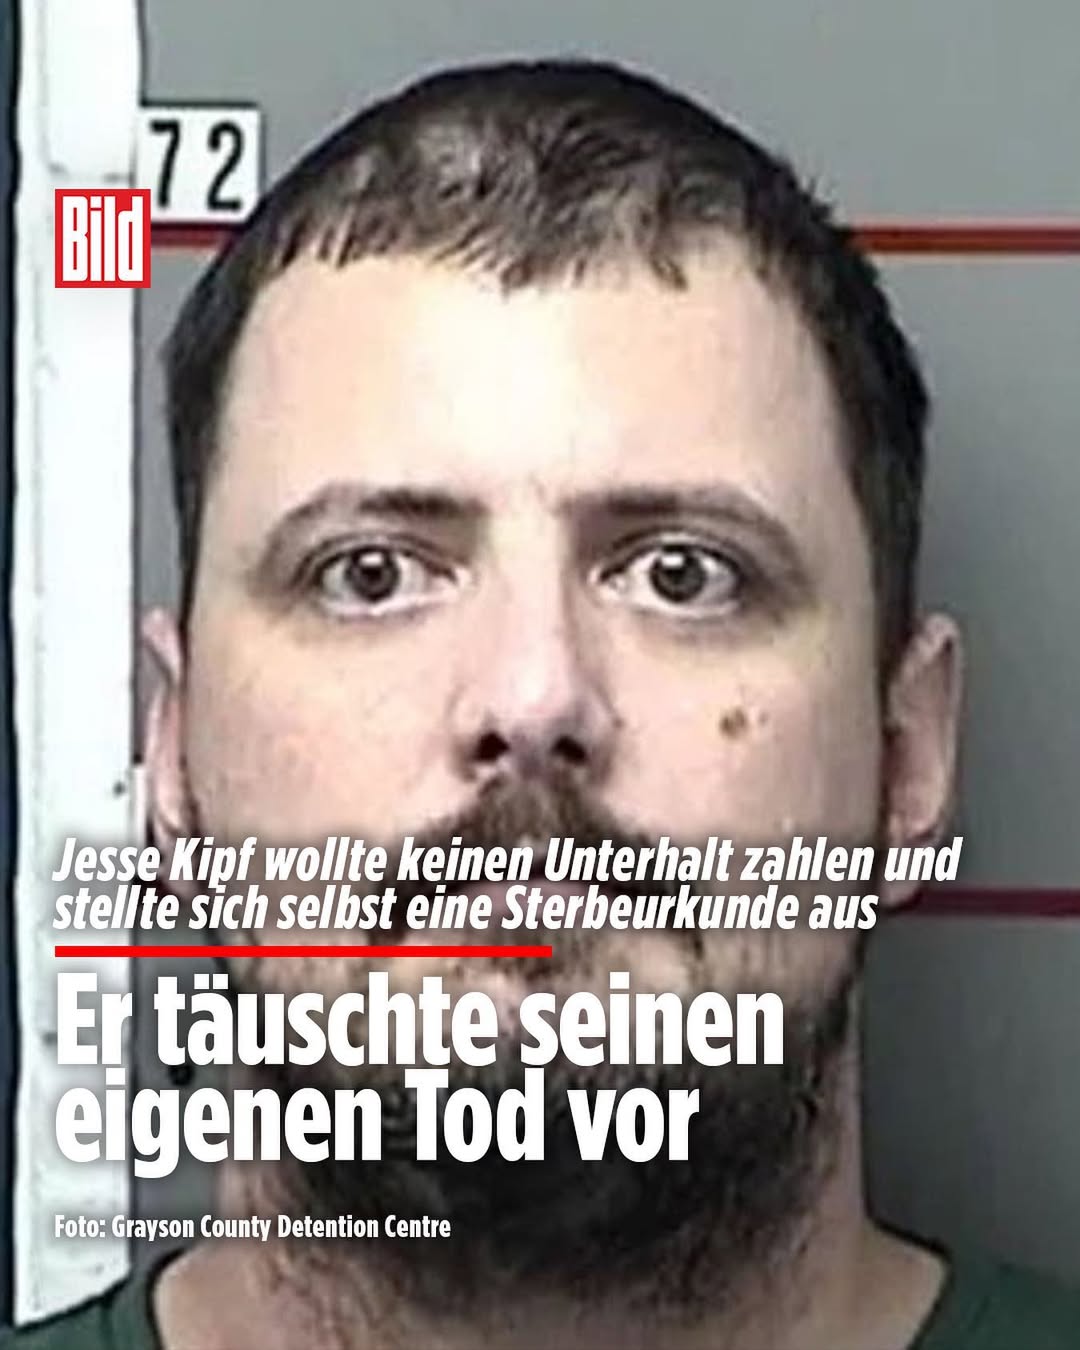 72
Bild
Jesse Kipf wollte keinen Unterhalt zahlen und
stellte sich selbst eine Sterbeurkunde aus
Er täuschte seinen
eigenen Tod vor
Foto: Grayson County Detention Centre